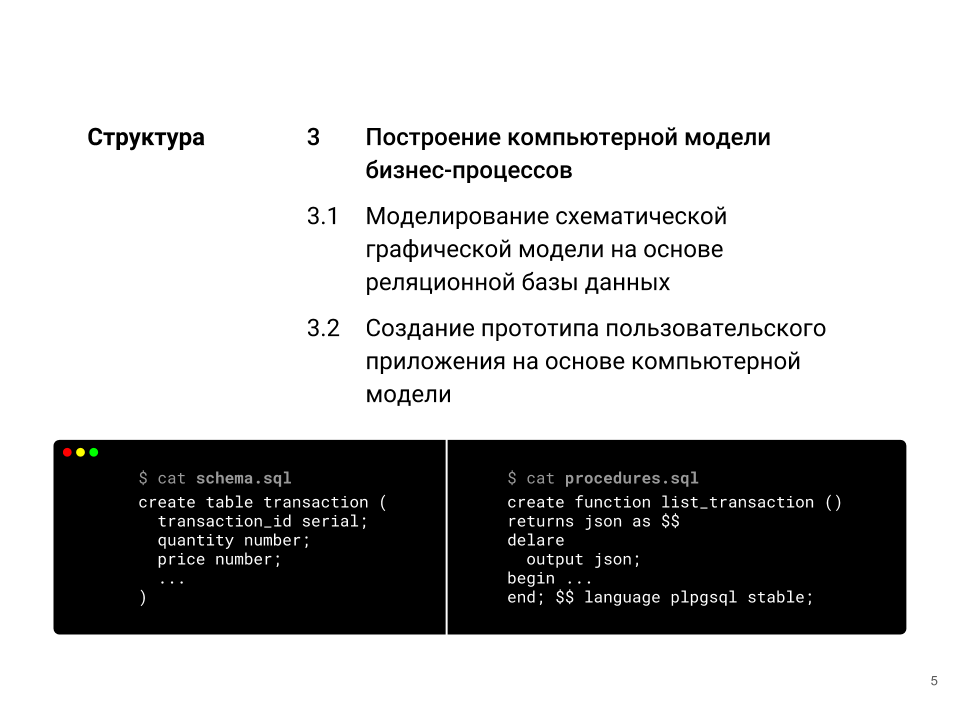 Структура
3 Построение компьютерной модели
бизнес-процессов
3.1 Моделирование схематической
графической модели на основе
реляционной базы данных
3.2 Создание прототипа пользовательского
приложения на основе компьютерной
модели
$ cat schema.sql
create table transaction (
  transaction_id serial;
  quantity number;
  price number;
  ...
)
$ cat procedures.sql
create function list_transaction ()
returns json as $$
delare
  output json;
begin ...
end; $$ language plpgsql stable;
5